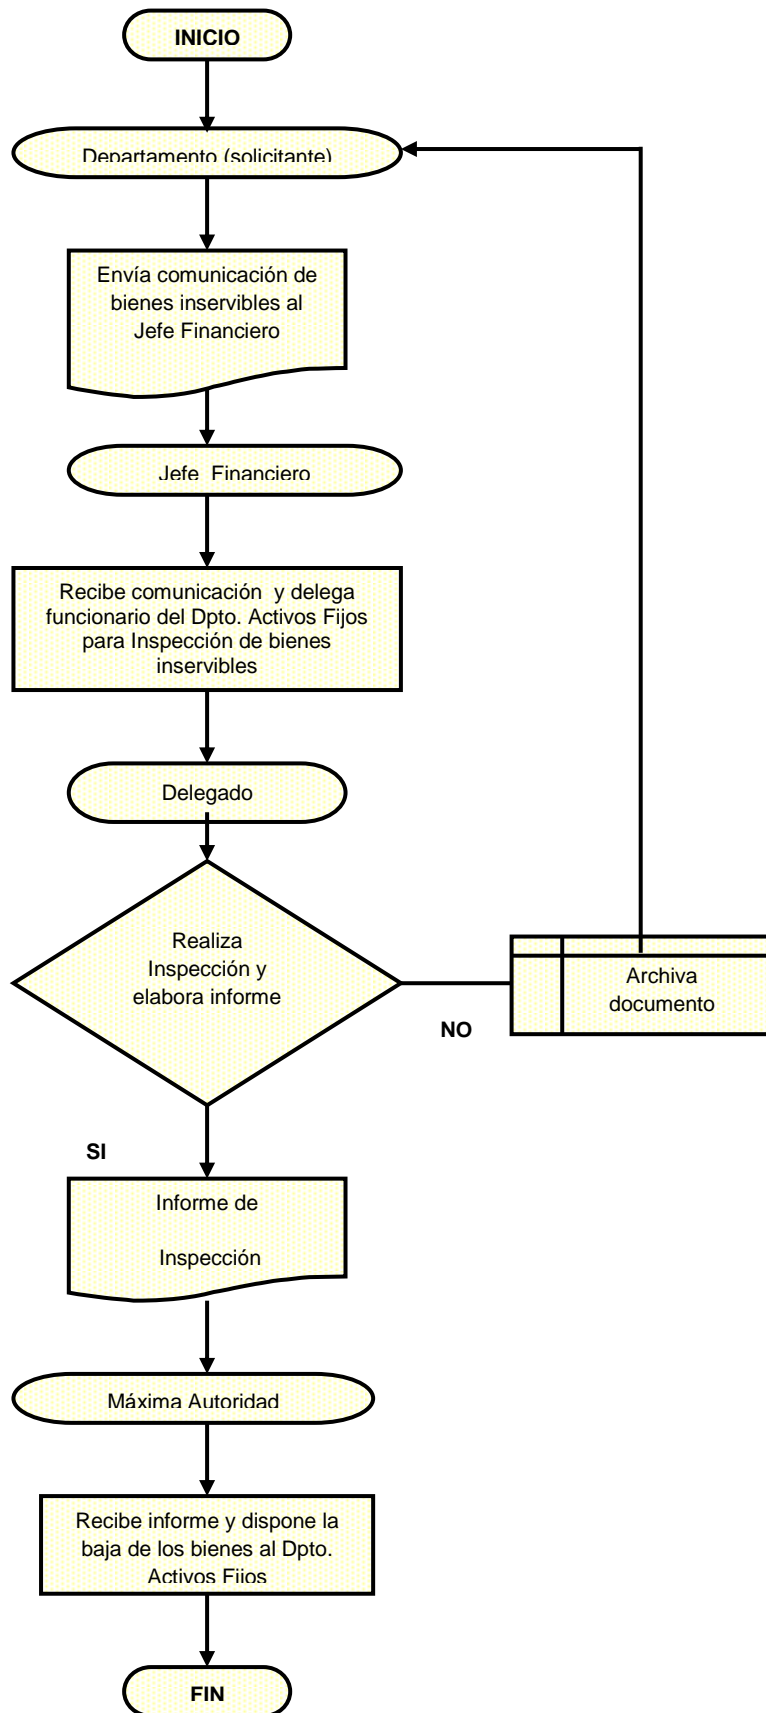 INICIO
Departamento (solicitante)
Envía comunicación de
bienes inservibles al
Jefe Financiero
Jefe Financiero
Recibe comunicación y delega
funcionario del Dpto. Activos Fijos
para Inspección de bienes
inservibles
Delegado
Realiza
Inspección y
elabora informe
Archiva
documento
NO
SI
Informe de
Inspección
Máxima Autoridad
Recibe informe y dispone la
baja de los bienes al Dpto.
Activos Fijos
FIN